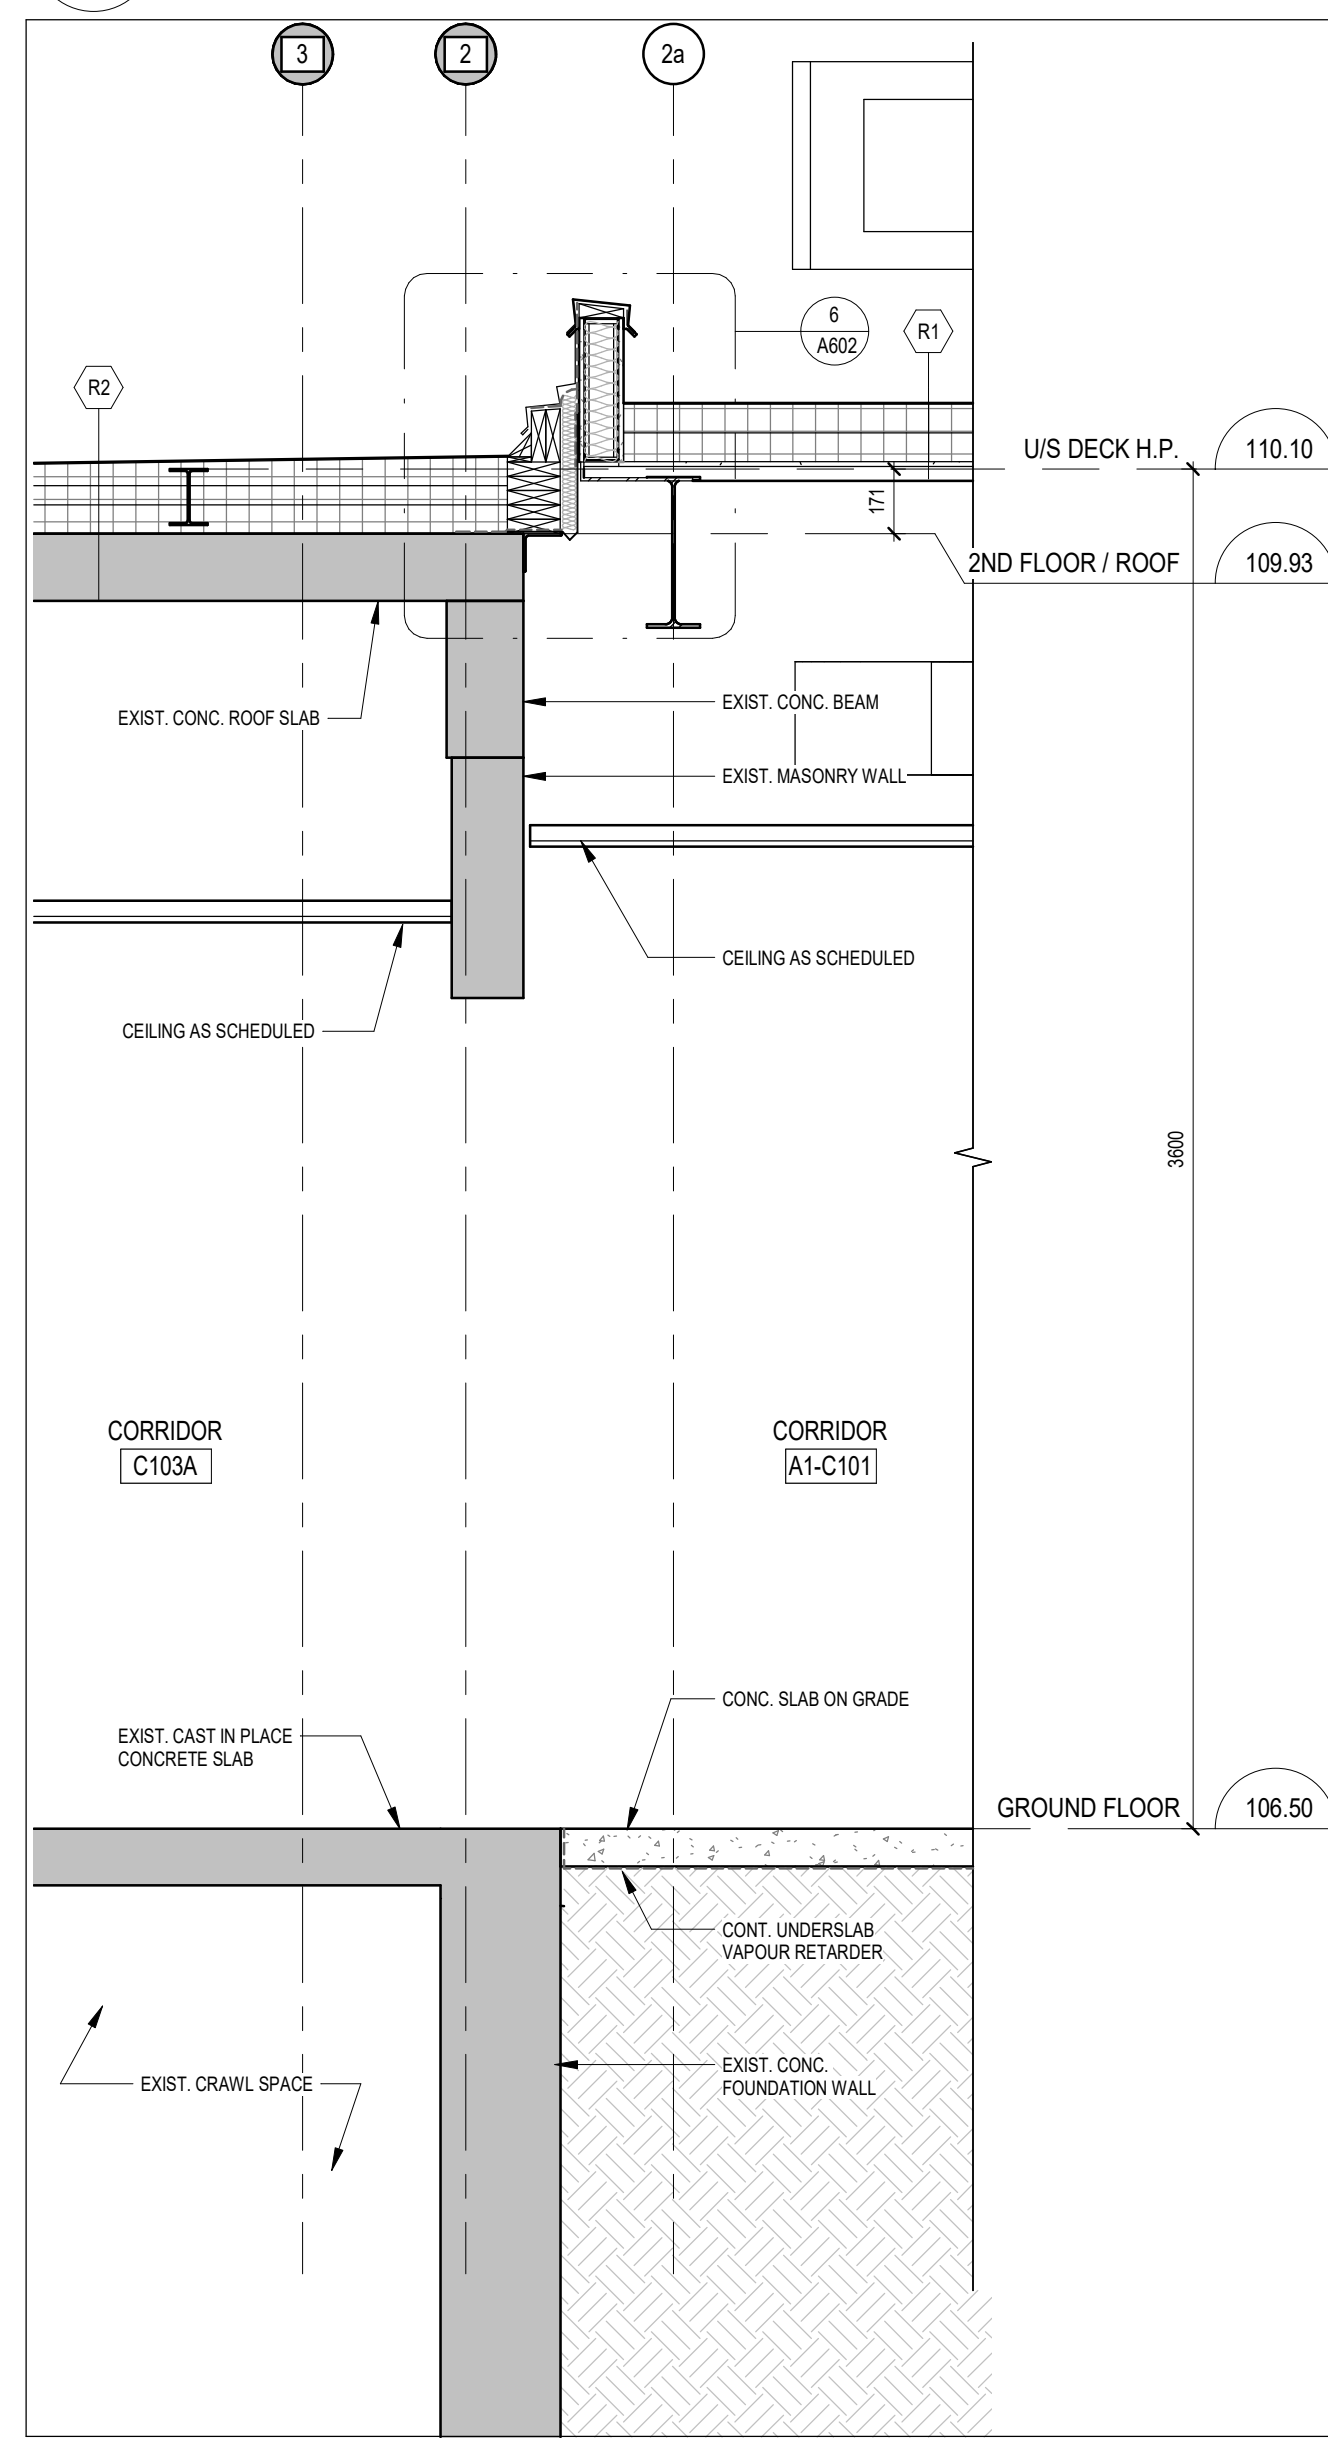 3
2
2a
6
A602
R1
R2
U/S DECK H.P.
110.10
171
2ND FLOOR / ROOF
109.93
EXIST. CONC. ROOF SLAB
EXIST. CONC. BEAM
EXIST. MASONRY WALL
CEILING AS SCHEDULED
CEILING AS SCHEDULED
3600
CORRIDOR
C103A
CORRIDOR
A1-C101
CONC. SLAB ON GRADE
EXIST. CAST IN PLACE
CONCRETE SLAB
GROUND FLOOR
106.50
CONT. UNDERSLAB
VAPOUR RETARDER
EXIST. CONC.
FOUNDATION WALL
EXIST. CRAWL SPACE